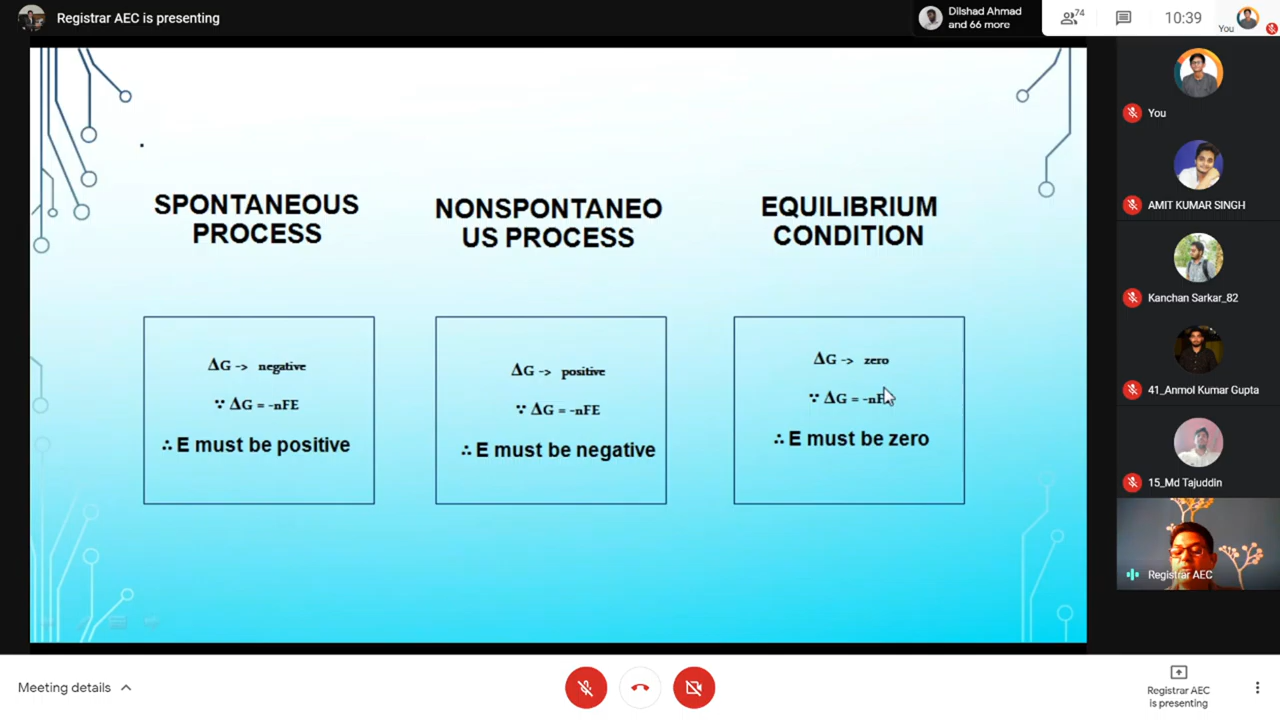 Registrar AEC is presenting
Dilshad Ahmad
and 66 more
74
10:39
You
SPONTANEOUS
PROCESS
ΔG -> negative
∵ ΔG = -nFE
∴ E must be positive
NONSPONTANEO
US PROCESS
ΔG -> positive
∵ ΔG = -nFE
∴ E must be negative
EQUILIBRIUM
CONDITION
ΔG -> zero
∵ ΔG = -nF
∴ E must be zero
You
AMIT KUMAR SINGH
Kanchan Sarkar_82
41_Anmol Kumar Gupta
15_Md Tajuddin
Registrar AEC
Meeting details
Registrar AEC
is presenting